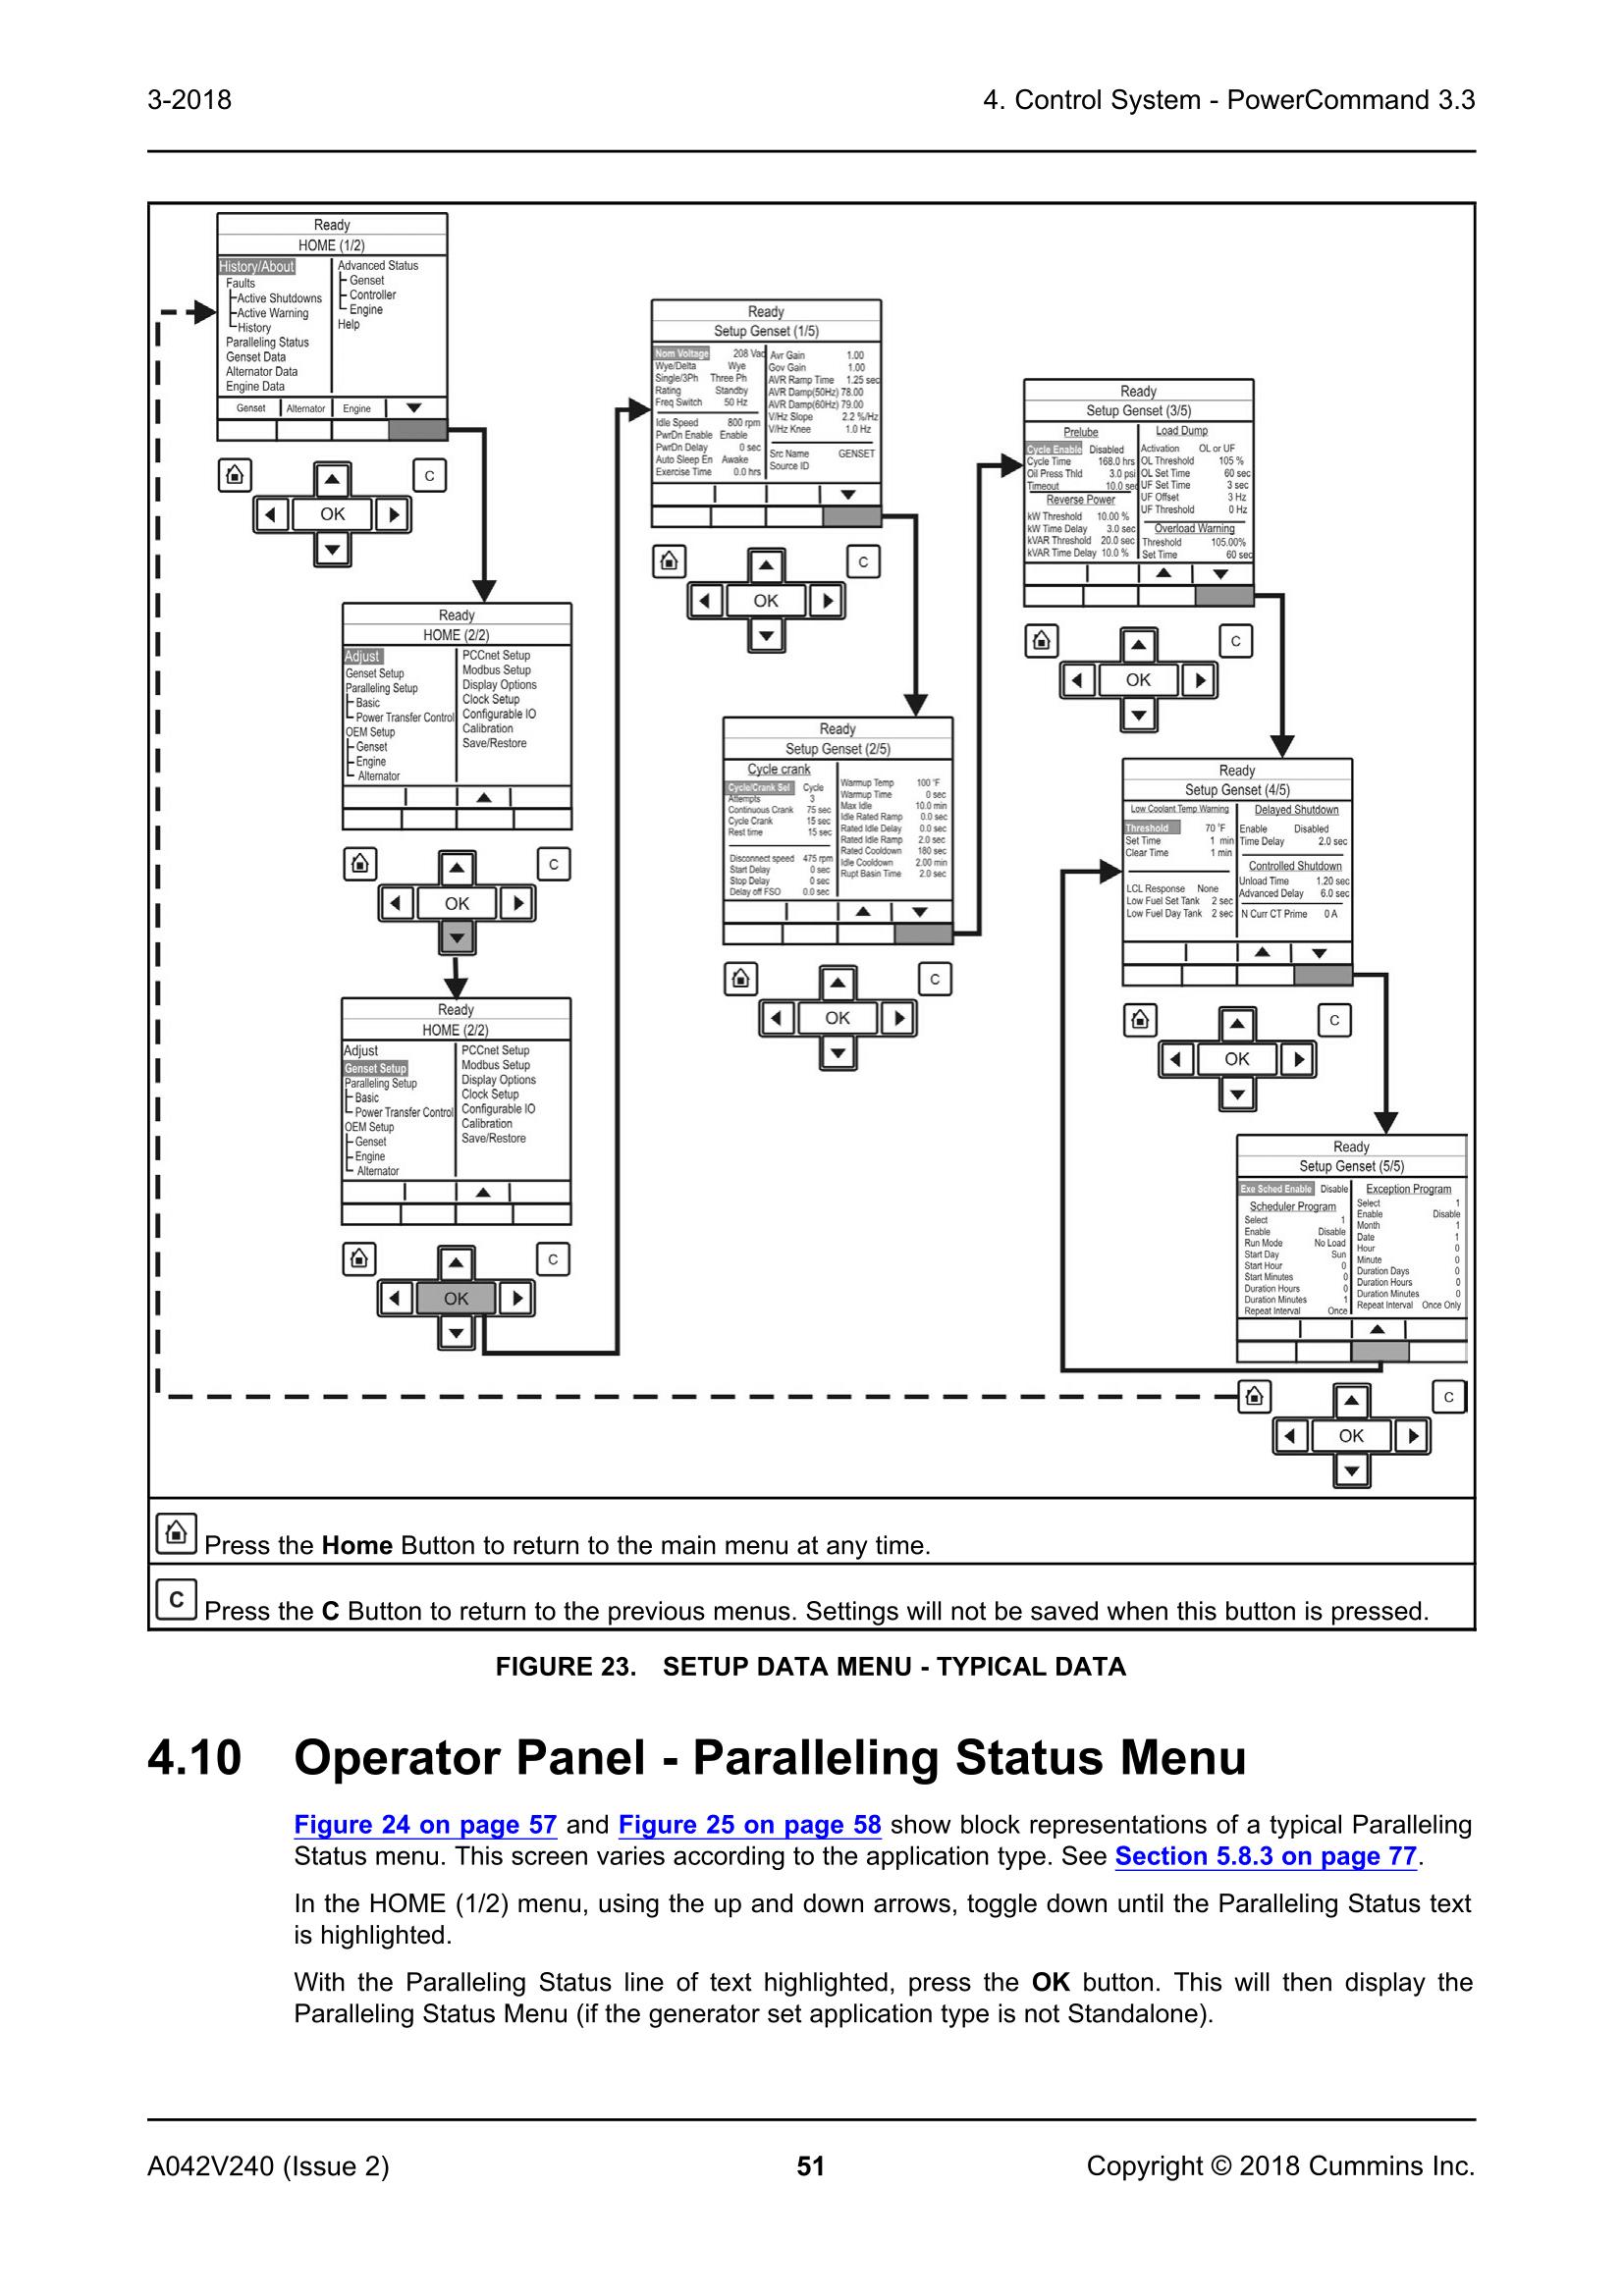 3-2018
4. Control System - PowerCommand 3.3
Ready
HOME (1/2)
History/About
Faults
Active Shutdowns
Active Warning
History
Paralleling Status
Genset Data
Alternator Data
Engine Data
Advanced Status
Genset
Controller
Engine
Help
Genset Alternator Engine
C
OK
Ready
HOME (2/2)
Adjust
Genset Setup
Paralleling Setup
Basic
Power Transfer Control
OEM Setup
Genset
Engine
Alternator
PCCnet Setup
Modbus Setup
Display Options
Clock Setup
Configurable IO
Calibration
Save/Restore
C
OK
Ready
HOME (2/2)
Adjust
Genset Setup
Paralleling Setup
Basic
Power Transfer Control
OEM Setup
Genset
Engine
Alternator
PCCnet Setup
Modbus Setup
Display Options
Clock Setup
Configurable IO
Calibration
Save/Restore
C
OK
Ready
Setup Genset (1/5)
Nom Voltage 208 Vac
Wye/Delta Wye
Single/3Ph Three Ph
Rating Standby
Freq Switch 50 Hz
Idle Speed 800 rpm
PwrDn Enable Enable
PwrDn Delay 0 sec
Auto Sleep En Awake
Exercise Time 0.0 hrs
Avr Gain 1.00
Gov Gain 1.00
AVR Ramp Time 1.25 sec
AVR Damp(50Hz) 78.00
AVR Damp(60Hz) 79.00
V/Hz Slope 2.2 %/Hz
V/Hz Knee 1.0 Hz
Src Name GENSET
Source ID
C
OK
Ready
Setup Genset (2/5)
Cycle crank
Cycle/Crank Sel Cycle
Attempts 3
Continuous Crank 75 sec
Cycle Crank 15 sec
Rest time 15 sec
Disconnect speed 475 rpm
Start Delay 0 sec
Stop Delay 0 sec
Delay off FSO 0.0 sec
Warmup Temp 100 °F
Warmup Time 0 sec
Max Idle 10.0 min
Idle Rated Ramp 0.0 sec
Rated Idle Delay 0.0 sec
Rated Idle Ramp 2.0 sec
Rated Cooldown 180 sec
Idle Cooldown 2.00 min
Rupt Basin Time 2.0 sec
C
OK
Ready
Setup Genset (3/5)
Prelube
Cycle Enable Disabled
Cycle Time 168.0 hrs
Oil Press Thld 3.0 psi
Timeout 10.0 sec
Reverse Power
kW Threshold 10.00 %
kW Time Delay 3.0 sec
kVAR Threshold 20.0 sec
kVAR Time Delay 10.0 %
Load Dump
Activation OL or UF
OL Threshold 105 %
OL Set Time 60 sec
UF Set Time 3 sec
UF Offset 3 Hz
UF Threshold 0 Hz
Overload Warning
Threshold 105.00%
Set Time 60 sec
C
OK
Ready
Setup Genset (4/5)
Low Coolant Temp Warning
Threshold 70 °F
Set Time 1 min
Clear Time 1 min
LCL Response None
Low Fuel Set Tank 2 sec
Low Fuel Day Tank 2 sec
Delayed Shutdown
Enable Disabled
Time Delay 2.0 sec
Controlled Shutdown
Unload Time 1.20 sec
Advanced Delay 6.0 sec
N Curr CT Prime 0 A
C
OK
Ready
Setup Genset (5/5)
Exe Sched Enable Disable
Scheduler Program
Select 1
Enable Disable
Run Mode No Load
Start Day Sun
Start Hour 0
Start Minutes 0
Duration Hours 0
Duration Minutes 1
Repeat Interval Once
Exception Program
Select 1
Enable Disable
Month 1
Date 1
Hour 0
Minute 0
Duration Days 0
Duration Hours 0
Duration Minutes 0
Repeat Interval Once Only
C
OK
Press the Home Button to return to the main menu at any time.
C Press the C Button to return to the previous menus. Settings will not be saved when this button is pressed.
FIGURE 23. SETUP DATA MENU - TYPICAL DATA
4.10 Operator Panel - Paralleling Status Menu
Figure 24 on page 57 and Figure 25 on page 58 show block representations of a typical Paralleling
Status menu. This screen varies according to the application type. See Section 5.8.3 on page 77.
In the HOME (1/2) menu, using the up and down arrows, toggle down until the Paralleling Status text
is highlighted.
With the Paralleling Status line of text highlighted, press the OK button. This will then display the
Paralleling Status Menu (if the generator set application type is not Standalone).
A042V240 (Issue 2)
51
Copyright © 2018 Cummins Inc.